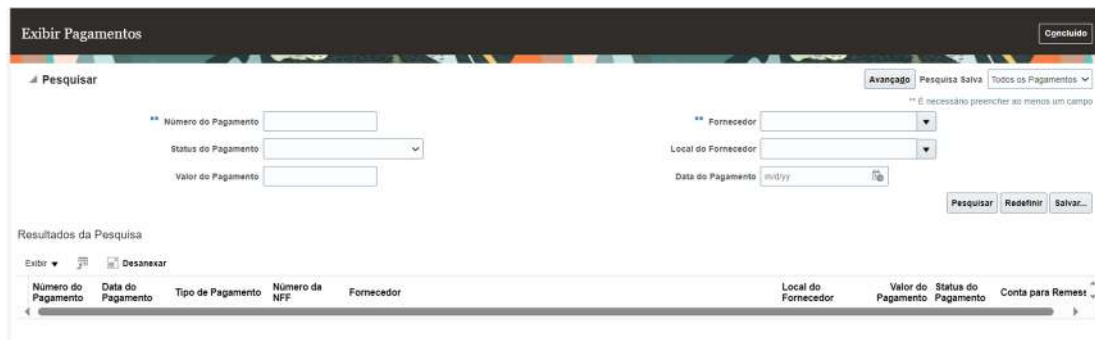 Exibir Pagamentos
Concluído
Pesquisar
Avançado Pesquisa Salva Todos os Pagamentos
** É necessário preencher ao menos um campo
** Número do Pagamento
** Fornecedor
Status do Pagamento
Local do Fornecedor
Valor do Pagamento
Data do Pagamento m/d/yy
Pesquisar Redefinir Salvar...
Resultados da Pesquisa
Exibir Desanexar
Número do Pagamento Data do Pagamento Tipo de Pagamento Número da NFF Fornecedor Local do Fornecedor Valor do Pagamento Status do Pagamento Conta para Remess